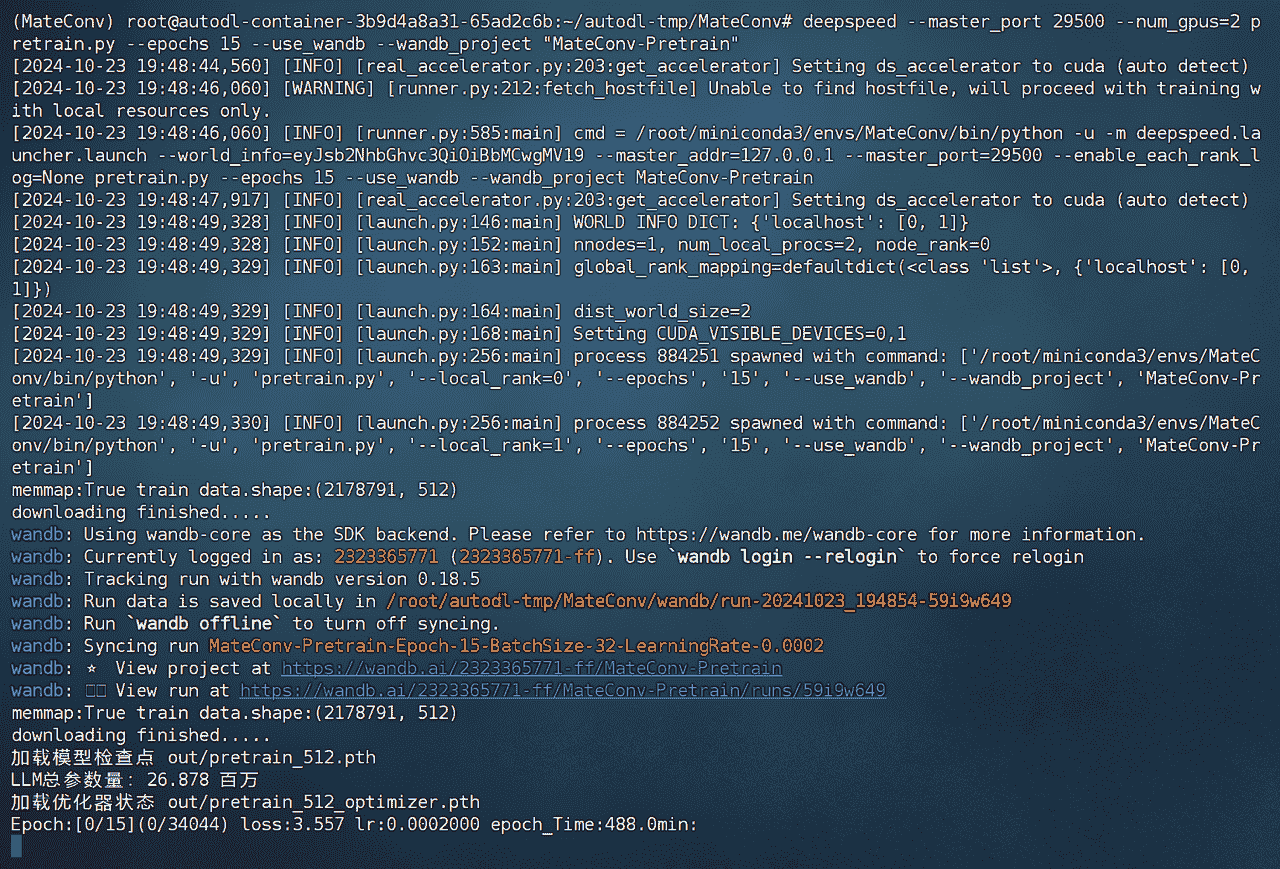 (MateConv) root@autodl-container-3b9d4a8a31-65ad2c6b:~/autodl-tmp/MateConv# deepspeed --master_port 29500 --num_gpus=2 p
retrain.py --epochs 15 --use_wandb --wandb_project "MateConv-Pretrain"
[2024-10-23 19:48:44,560] [INFO] [real_accelerator.py:203:get_accelerator] Setting ds_accelerator to cuda (auto detect)
[2024-10-23 19:48:46,060] [WARNING] [runner.py:212:fetch_hostfile] Unable to find hostfile, will proceed with training w
ith local resources only.
[2024-10-23 19:48:46,060] [INFO] [runner.py:585:main] cmd = /root/miniconda3/envs/MateConv/bin/python -u -m deepspeed.la
uncher.launch --world_info=eyJsb2NhbGhvc3QiOiBbMCwgMV19 --master_addr=127.0.0.1 --master_port=29500 --enable_each_rank_l
og=None pretrain.py --epochs 15 --use_wandb --wandb_project MateConv-Pretrain
[2024-10-23 19:48:47,917] [INFO] [real_accelerator.py:203:get_accelerator] Setting ds_accelerator to cuda (auto detect)
[2024-10-23 19:48:49,328] [INFO] [launch.py:146:main] WORLD INFO DICT: {'localhost': [0, 1]}
[2024-10-23 19:48:49,328] [INFO] [launch.py:152:main] nnodes=1, num_local_procs=2, node_rank=0
[2024-10-23 19:48:49,329] [INFO] [launch.py:163:main] global_rank_mapping=defaultdict(<class 'list'>, {'localhost': [0,
1]})
[2024-10-23 19:48:49,329] [INFO] [launch.py:164:main] dist_world_size=2
[2024-10-23 19:48:49,329] [INFO] [launch.py:168:main] Setting CUDA_VISIBLE_DEVICES=0,1
[2024-10-23 19:48:49,329] [INFO] [launch.py:256:main] process 884251 spawned with command: ['/root/miniconda3/envs/MateC
onv/bin/python', '-u', 'pretrain.py', '--local_rank=0', '--epochs', '15', '--use_wandb', '--wandb_project', 'MateConv-Pr
etrain']
[2024-10-23 19:48:49,330] [INFO] [launch.py:256:main] process 884252 spawned with command: ['/root/miniconda3/envs/MateC
onv/bin/python', '-u', 'pretrain.py', '--local_rank=1', '--epochs', '15', '--use_wandb', '--wandb_project', 'MateConv-Pr
etrain']
memmap:True train data.shape:(2178791, 512)
downloading finished.....
wandb: Using wandb-core as the SDK backend. Please refer to https://wandb.me/wandb-core for more information.
wandb: Currently logged in as: 2323365771 (2323365771-ff). Use `wandb login --relogin` to force relogin
wandb: Tracking run with wandb version 0.18.5
wandb: Run data is saved locally in /root/autodl-tmp/MateConv/wandb/run-20241023_194854-59i9w649
wandb: Run `wandb offline` to turn off syncing.
wandb: Syncing run MateConv-Pretrain-Epoch-15-BatchSize-32-LearningRate-0.0002
wandb: ⭐ View project at https://wandb.ai/2323365771-ff/MateConv-Pretrain
wandb: View run at https://wandb.ai/2323365771-ff/MateConv-Pretrain/runs/59i9w649
memmap:True train data.shape:(2178791, 512)
downloading finished.....
加载模型检查点 out/pretrain_512.pth
LLM总参数量：26.878 百万
加载优化器状态 out/pretrain_512_optimizer.pth
Epoch:[0/15](0/34044) loss:3.557 lr:0.0002000 epoch_Time:488.0min: